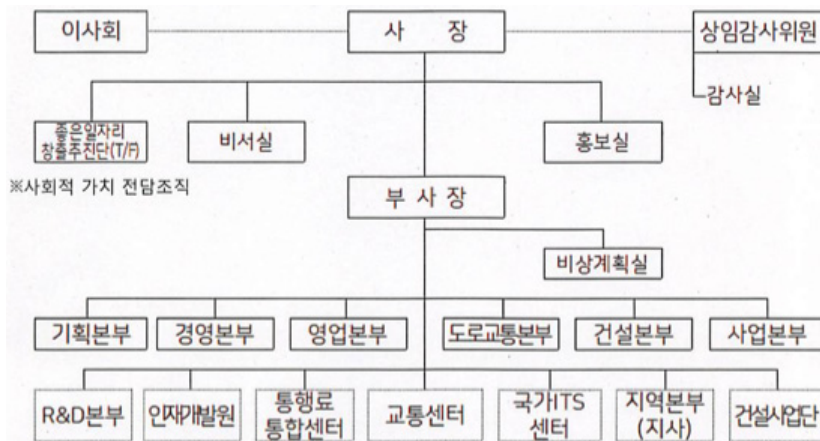 이사회
사 장
상임감사위원
감사실
좋은일자리
창출추진단(T/F)
비서실
홍보실
※사회적 가치 전담조직
부 사 장
비상계획실
기획본부
경영본부
영업본부
도로교통본부
건설본부
사업본부
R&D본부
인재개발원
통행료
통합센터
교통센터
국가ITS
센터
지역본부
(지사)
건설사업단